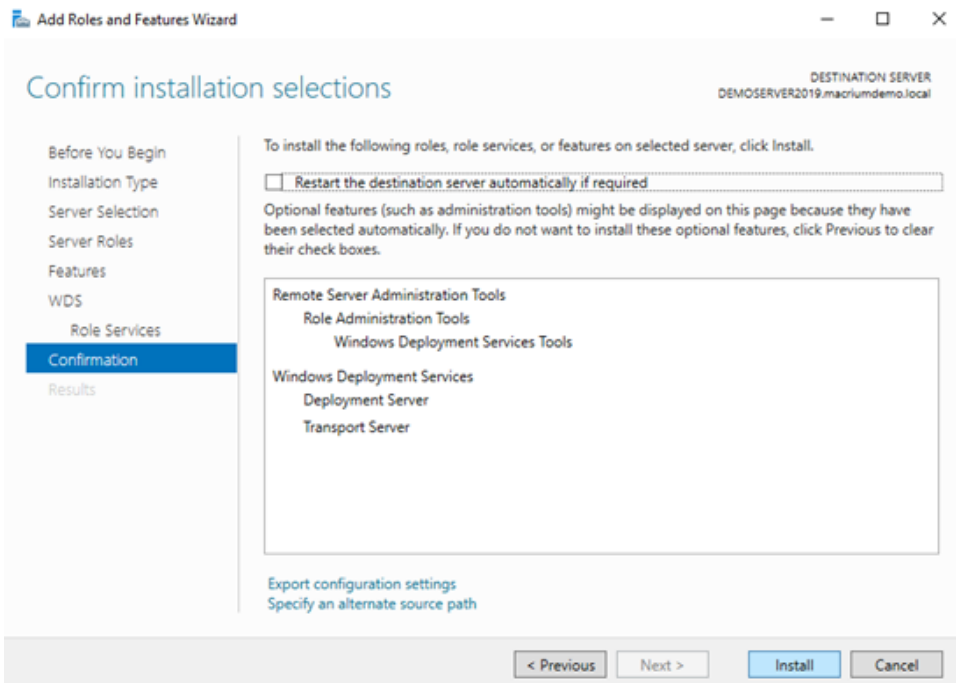 Add Roles and Features Wizard
Confirm installation selections
DESTINATION SERVER
DEMOSERVER2019.macriumdemo.local
Before You Begin
Installation Type
Server Selection
Server Roles
Features
WDS
Role Services
Confirmation
Results
To install the following roles, role services, or features on selected server, click Install.
Restart the destination server automatically if required
Optional features (such as administration tools) might be displayed on this page because they have
been selected automatically. If you do not want to install these optional features, click Previous to clear
their check boxes.
Remote Server Administration Tools
Role Administration Tools
Windows Deployment Services Tools
Windows Deployment Services
Deployment Server
Transport Server
Export configuration settings
Specify an alternate source path
< Previous
Next >
Install
Cancel